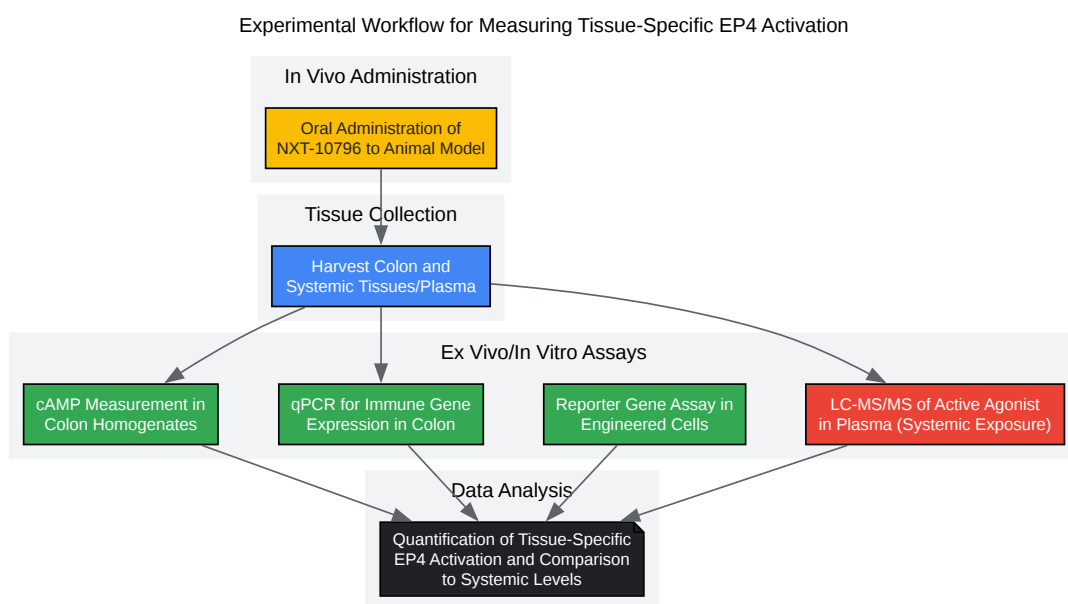 Experimental Workflow for Measuring Tissue-Specific EP4 Activation
In Vivo Administration
Oral Administration of
NXT-10796 to Animal Model
Tissue Collection
Harvest Colon and
Systemic Tissues/Plasma
Ex Vivo/In Vitro Assays
cAMP Measurement in
Colon Homogenates
qPCR for Immune Gene
Expression in Colon
Reporter Gene Assay in
Engineered Cells
LC-MS/MS of Active Agonist
in Plasma (Systemic Exposure)
Data Analysis
Quantification of Tissue-Specific
EP4 Activation and Comparison
to Systemic Levels